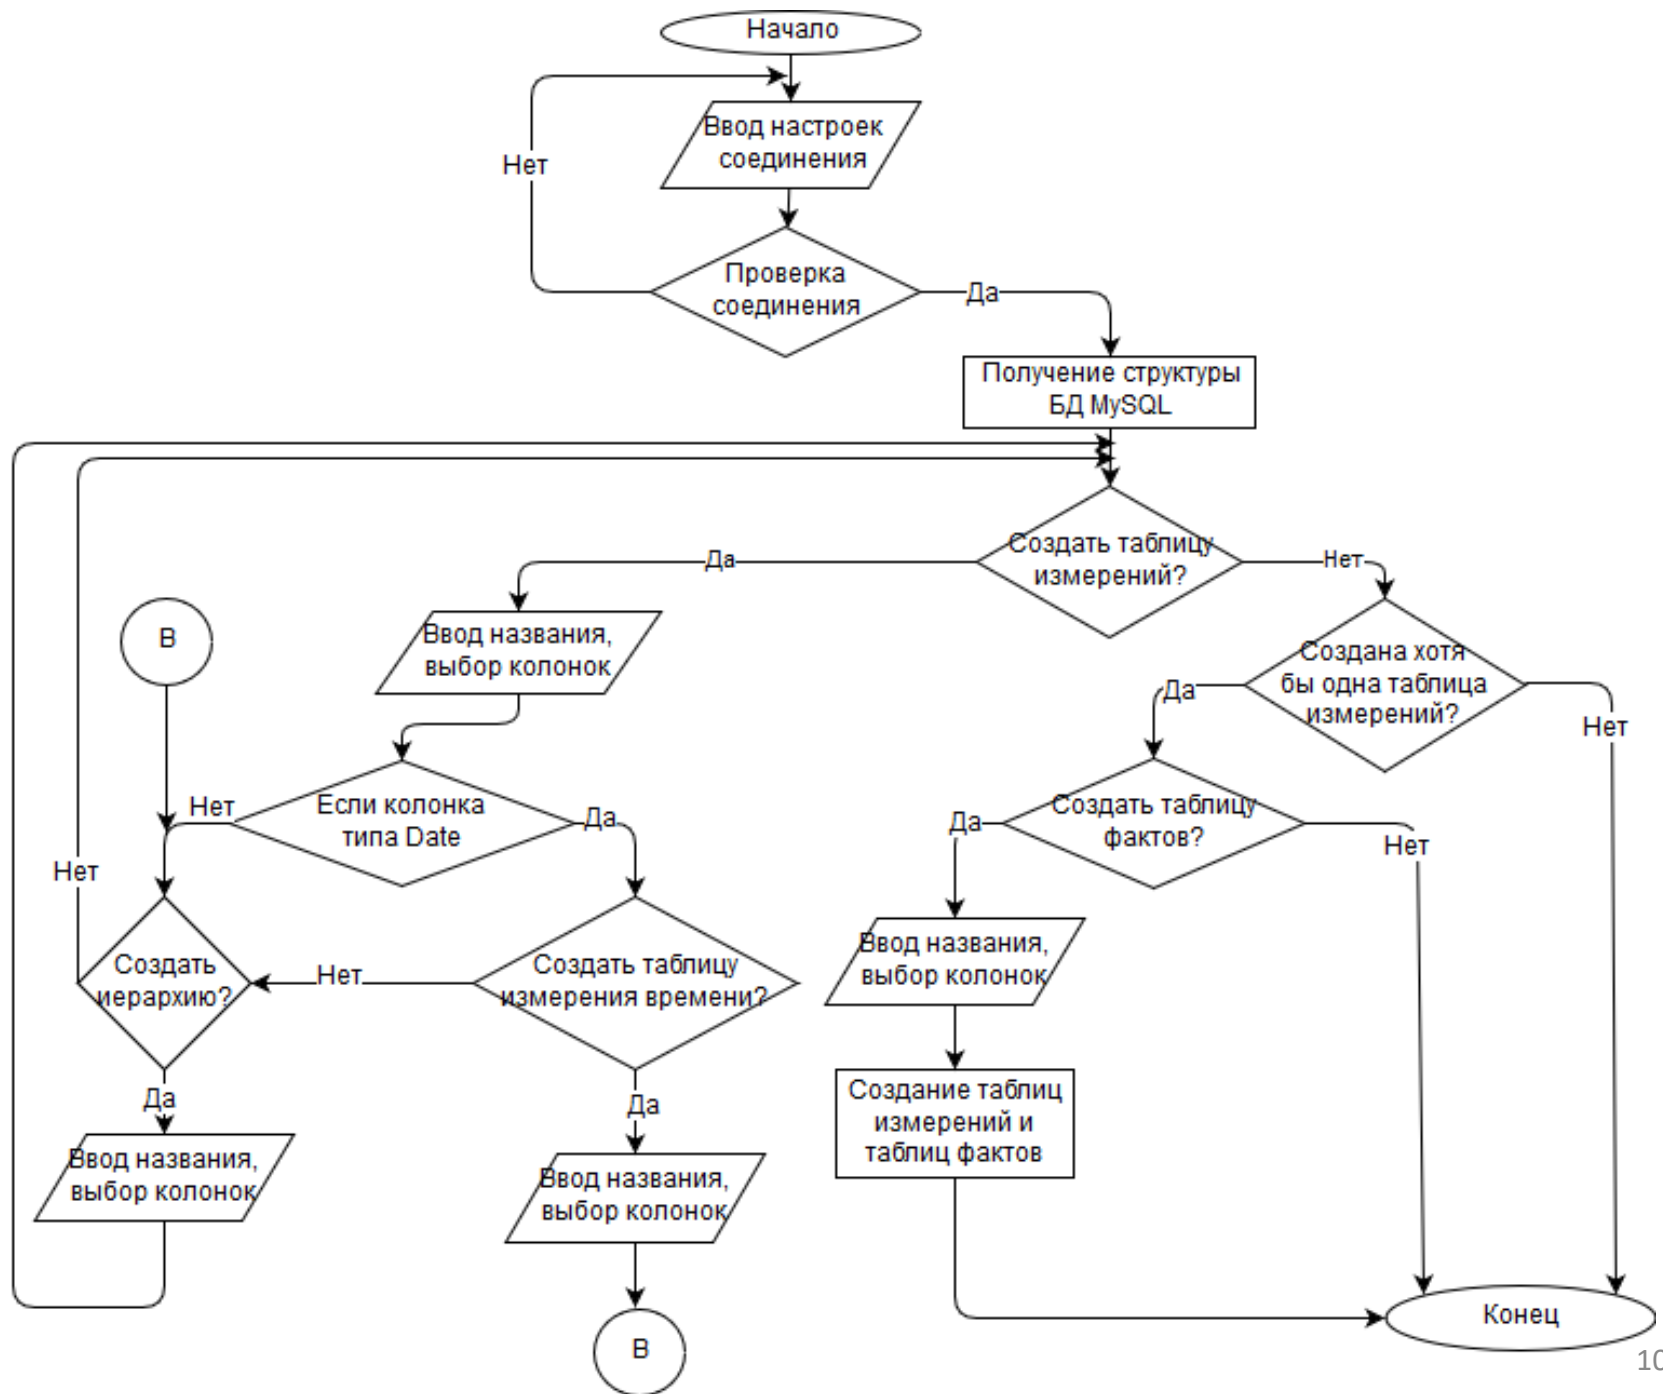 Начало
Ввод настроек
соединения
Нет
Проверка
соединения
Да
Получение структуры
БД MySQL
Создать таблицу
измерений?
Да
Нет
В
Ввод названия,
выбор колонок
Создана хотя
бы одна таблица
измерений?
Да
Нет
Если колонка
типа Date
Нет
Да
Создать таблицу
фактов?
Да
Нет
Нет
Создать
иерархию?
Нет
Создать таблицу
измерения времени?
Ввод названия,
выбор колонок
Да
Да
Создание таблиц
измерений и
таблиц фактов
Ввод названия,
выбор колонок
Ввод названия,
выбор колонок
Конец
В
10